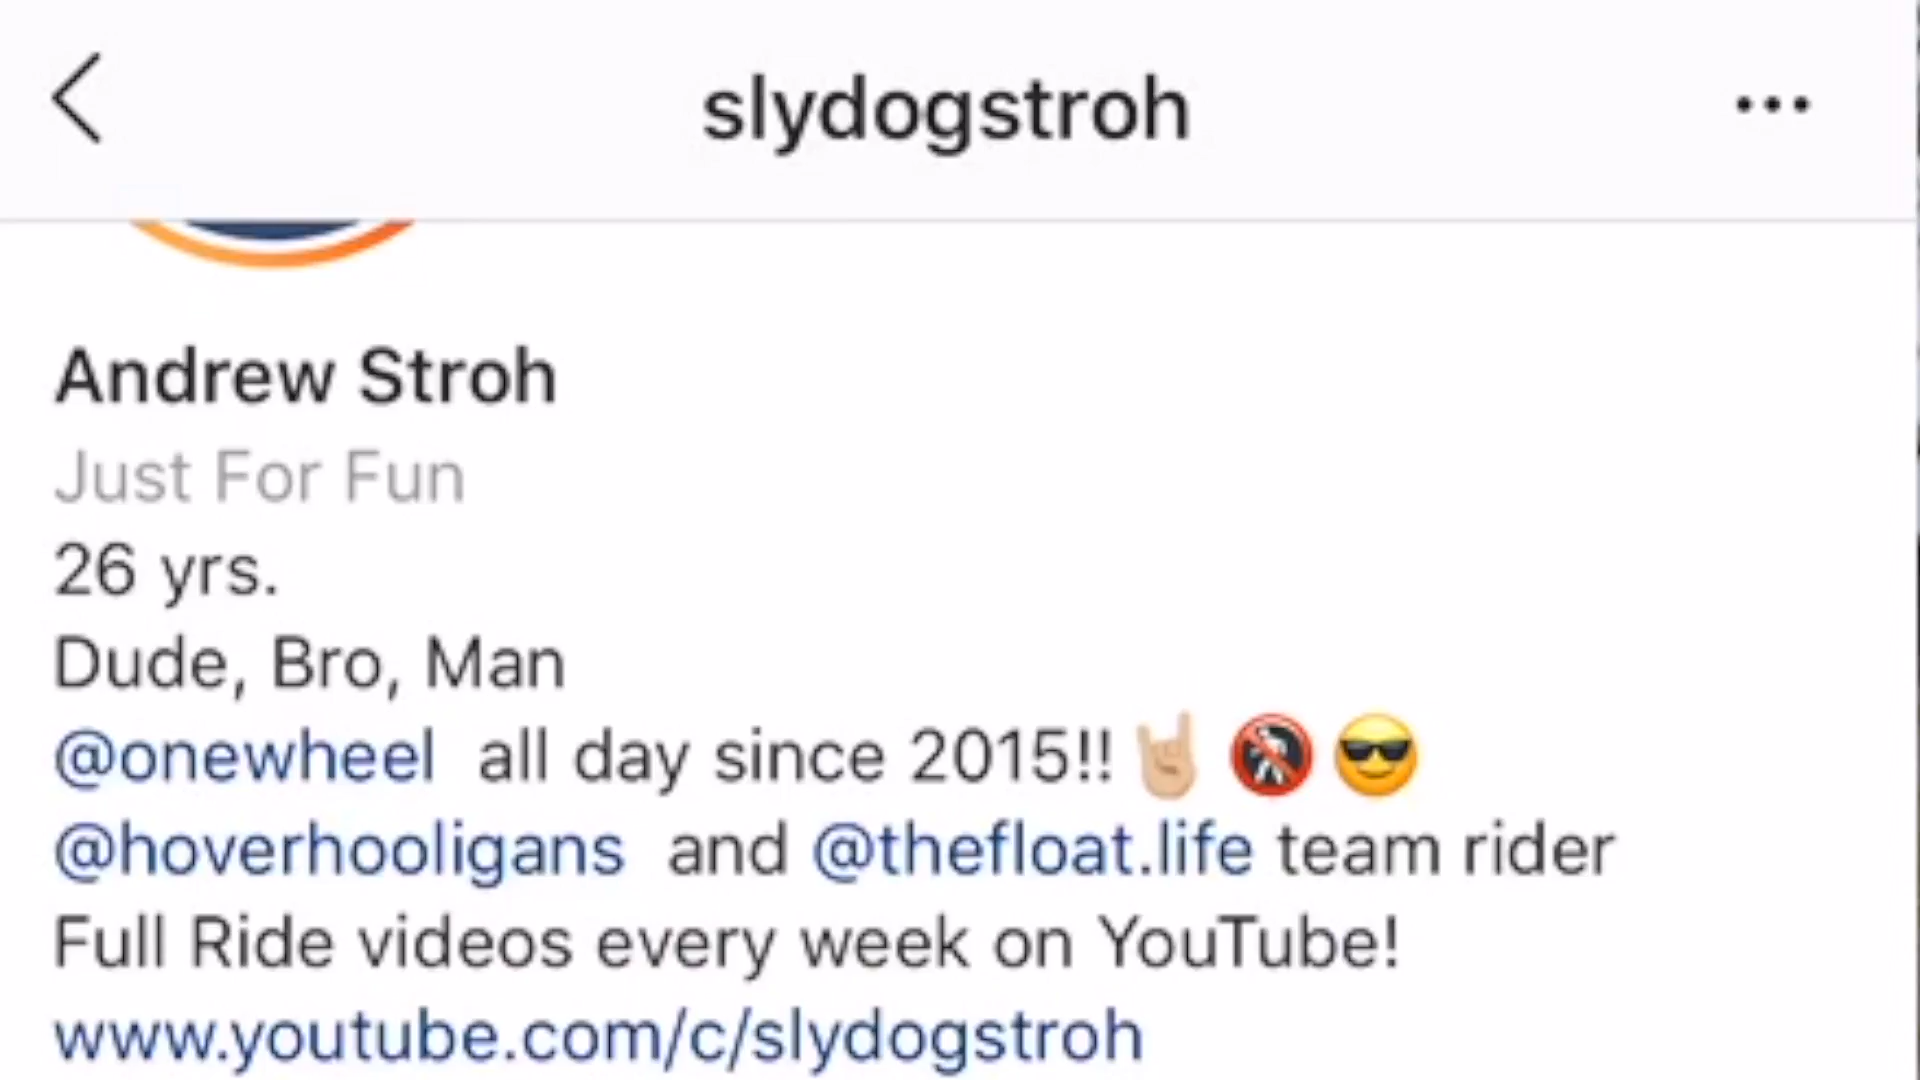 slydogstroh
Andrew Stroh
Just For Fun
26 yrs.
Dude, Bro, Man
@onewheel all day since 2015!! 🤘🏼 🚷 😎
@hoverhooligans and @thefloat.life team rider
Full Ride videos every week on YouTube!
www.youtube.com/c/slydogstroh